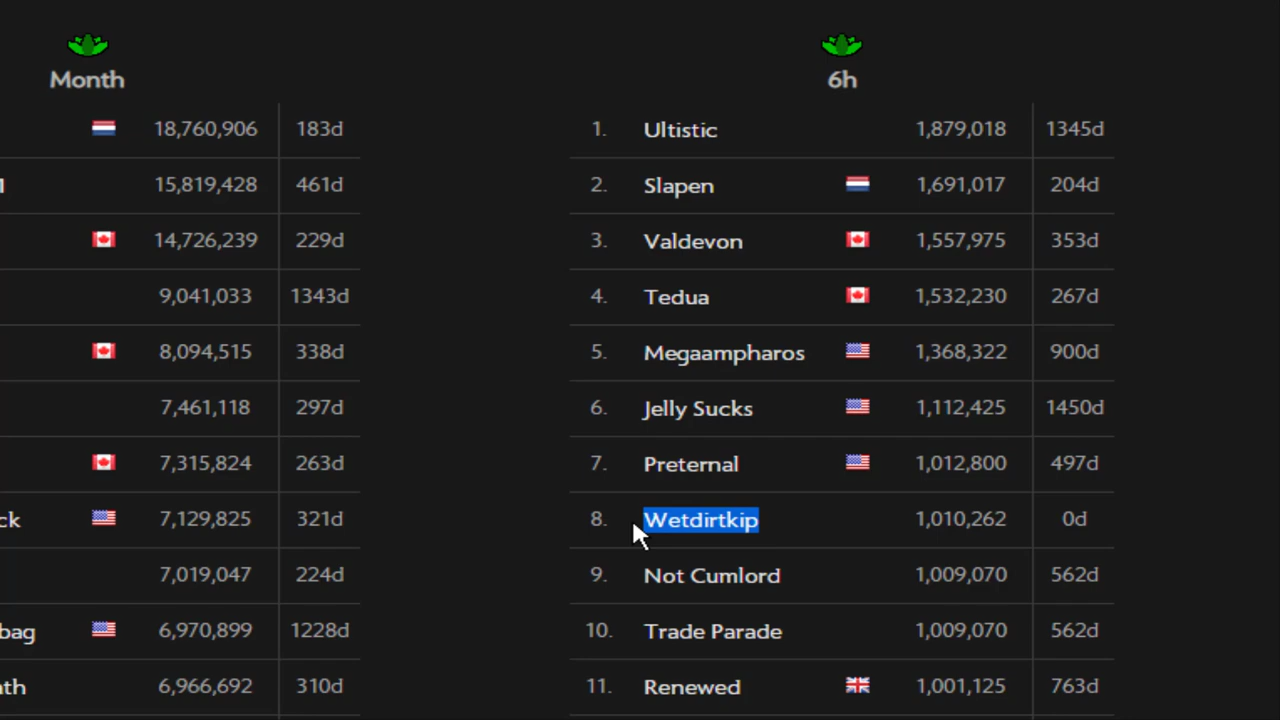 Month
6h
18,760,906 183d 1. Ultistic 1,879,018 1345d
15,819,428 461d 2. Slapen 1,691,017 204d
14,726,239 229d 3. Valdevon 1,557,975 353d
9,041,033 1343d 4. Tedua 1,532,230 267d
8,094,515 338d 5. Megaampharos 1,368,322 900d
7,461,118 297d 6. Jelly Sucks 1,112,425 1450d
7,315,824 263d 7. Preternal 1,012,800 497d
ck 7,129,825 321d 8. Wetdirtkip 1,010,262 0d
7,019,047 224d 9. Not Cumlord 1,009,070 562d
bag 6,970,899 1228d 10. Trade Parade 1,009,070 562d
th 6,966,692 310d 11. Renewed 1,001,125 763d